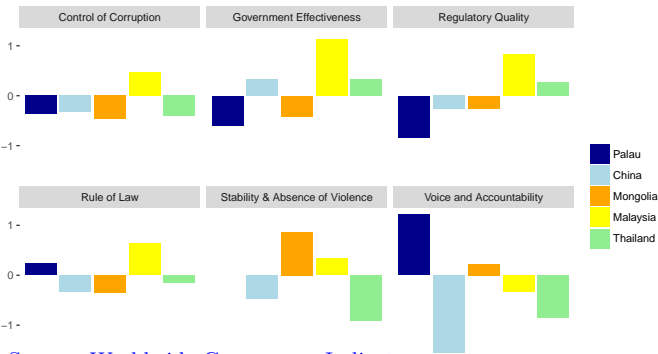 Control of Corruption
Government Effectiveness
Regulatory Quality
1
0
−1
Rule of Law
Stability & Absence of Violence
Voice and Accountability
1
0
−1
Palau
China
Mongolia
Malaysia
Thailand